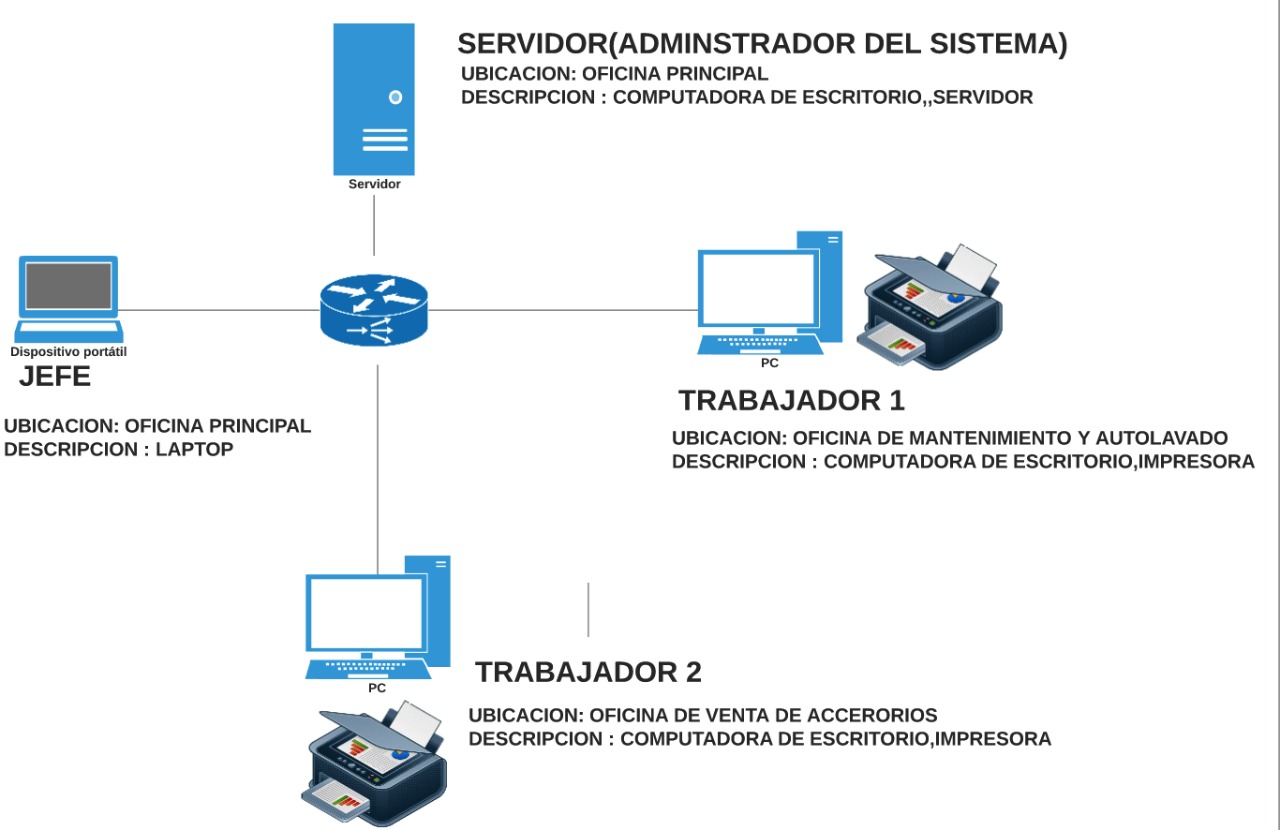 SERVIDOR(ADMINSTRADOR DEL SISTEMA)
UBICACION: OFICINA PRINCIPAL
DESCRIPCION : COMPUTADORA DE ESCRITORIO,,SERVIDOR
Servidor
Dispositivo portátil
JEFE
UBICACION: OFICINA PRINCIPAL
DESCRIPCION : LAPTOP
PC
TRABAJADOR 1
UBICACION: OFICINA DE MANTENIMIENTO Y AUTOLAVADO
DESCRIPCION : COMPUTADORA DE ESCRITORIO,IMPRESORA
PC
TRABAJADOR 2
UBICACION: OFICINA DE VENTA DE ACCERORIOS
DESCRIPCION : COMPUTADORA DE ESCRITORIO,IMPRESORA